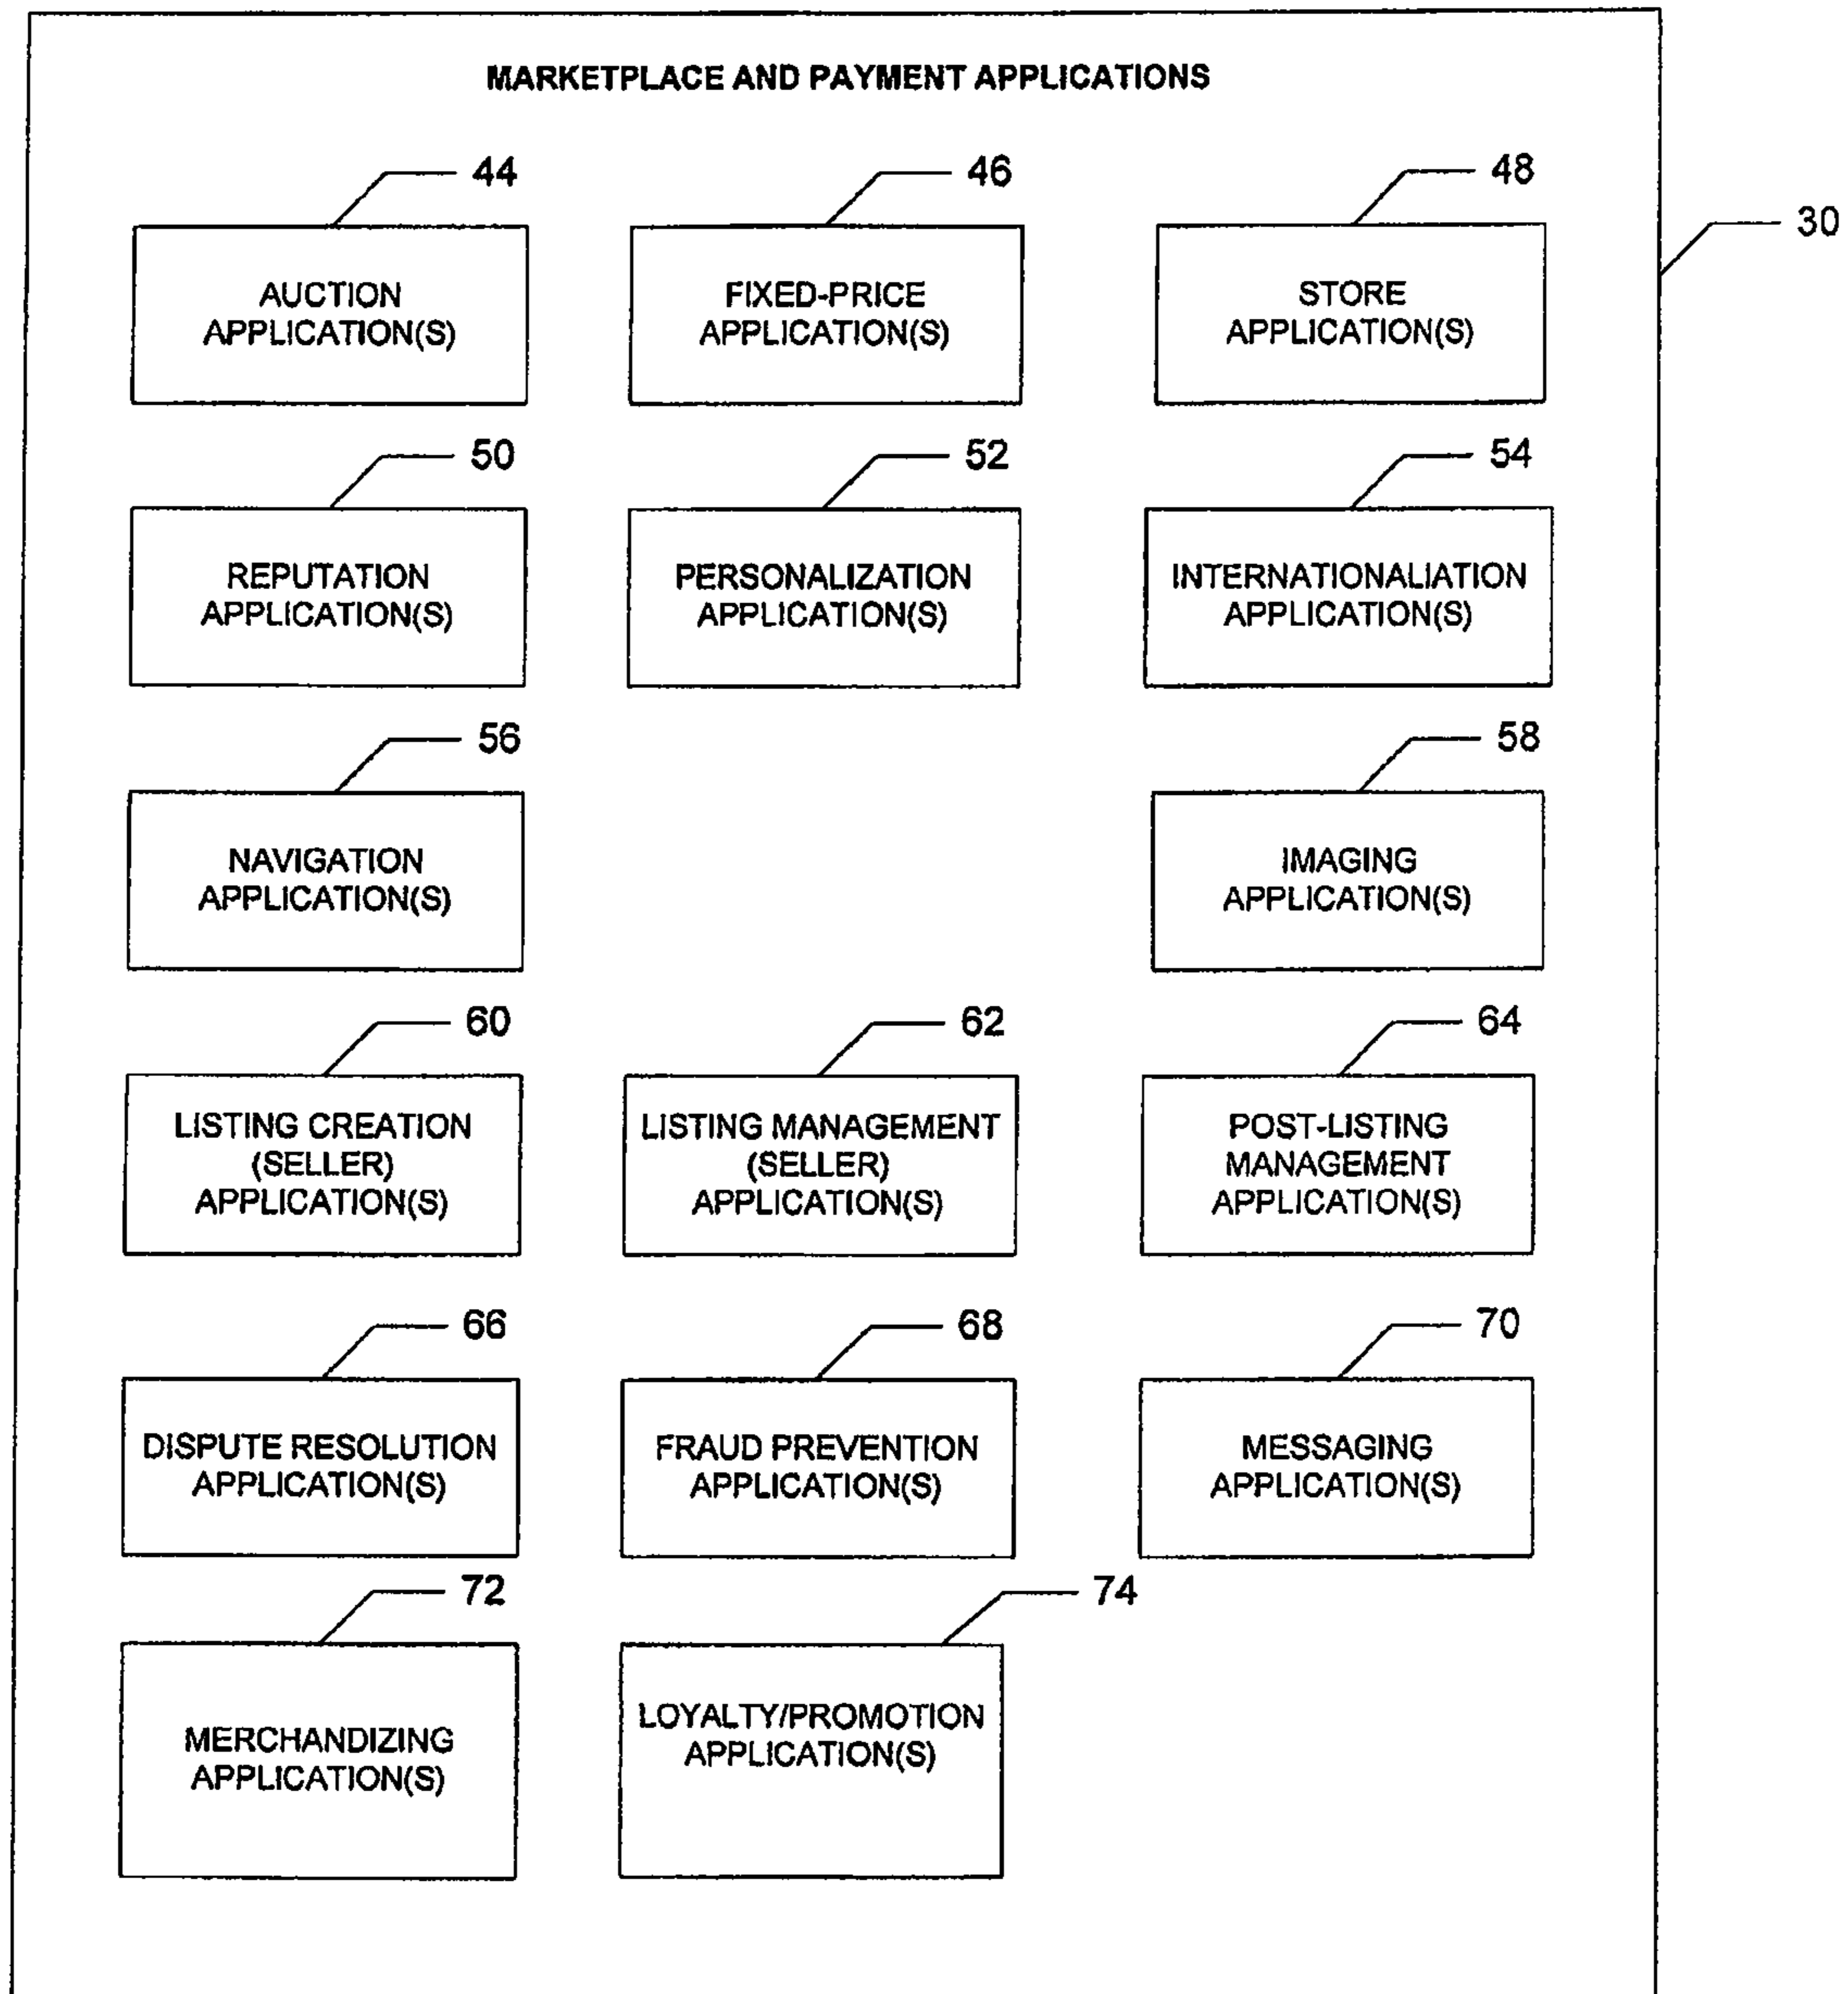 MARKETPLACE AND PAYMENT APPLICATIONS
44
46
48
30
AUCTION
APPLICATION(S)
FIXED-PRICE
APPLICATION(S)
STORE
APPLICATION(S)
50
52
54
REPUTATION
APPLICATION(S)
PERSONALIZATION
APPLICATION(S)
INTERNATIONALIATION
APPLICATION(S)
56
58
NAVIGATION
APPLICATION(S)
IMAGING
APPLICATION(S)
60
62
64
LISTING CREATION
(SELLER)
APPLICATION(S)
LISTING MANAGEMENT
(SELLER)
APPLICATION(S)
POST-LISTING
MANAGEMENT
APPLICATION(S)
66
68
70
DISPUTE RESOLUTION
APPLICATION(S)
FRAUD PREVENTION
APPLICATION(S)
MESSAGING
APPLICATION(S)
72
74
MERCHANDIZING
APPLICATION(S)
LOYALTY/PROMOTION
APPLICATION(S)